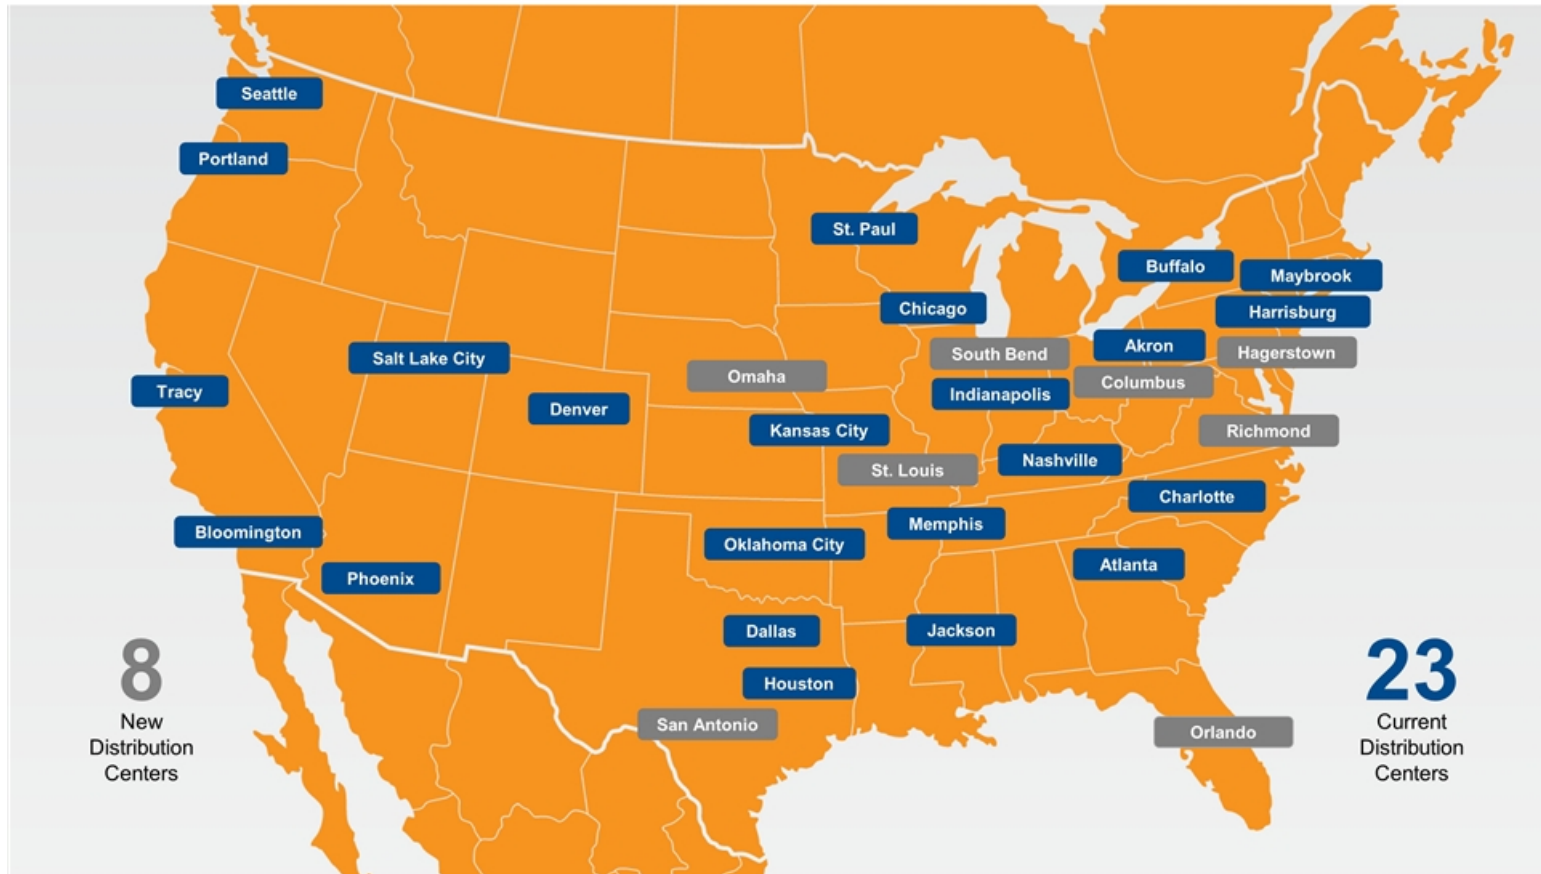 Seattle
Portland
St. Paul
Buffalo
Maybrook
Chicago
Harrisburg
Salt Lake City
South Bend
Akron
Hagerstown
Omaha
Columbus
Tracy
Denver
Indianapolis
Kansas City
Richmond
St. Louis
Nashville
Charlotte
Bloomington
Oklahoma City
Memphis
Phoenix
Atlanta
Dallas
Jackson
Houston
San Antonio
Orlando
8
New
Distribution
Centers
23
Current
Distribution
Centers